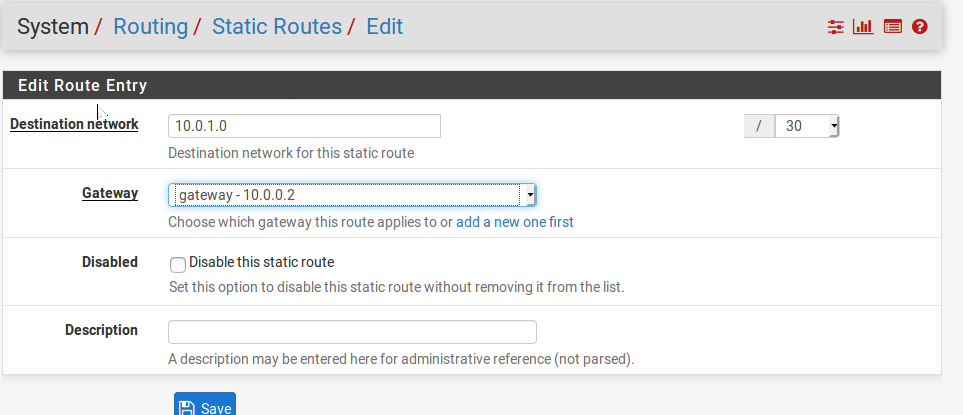 System / Routing / Static Routes / Edit
Edit Route Entry
Destination network 10.0.1.0 / 30
Destination network for this static route
Gateway gateway - 10.0.0.2
Choose which gateway this route applies to or add a new one first
Disabled Disable this static route
Set this option to disable this static route without removing it from the list.
Description
A description may be entered here for administrative reference (not parsed).
Save